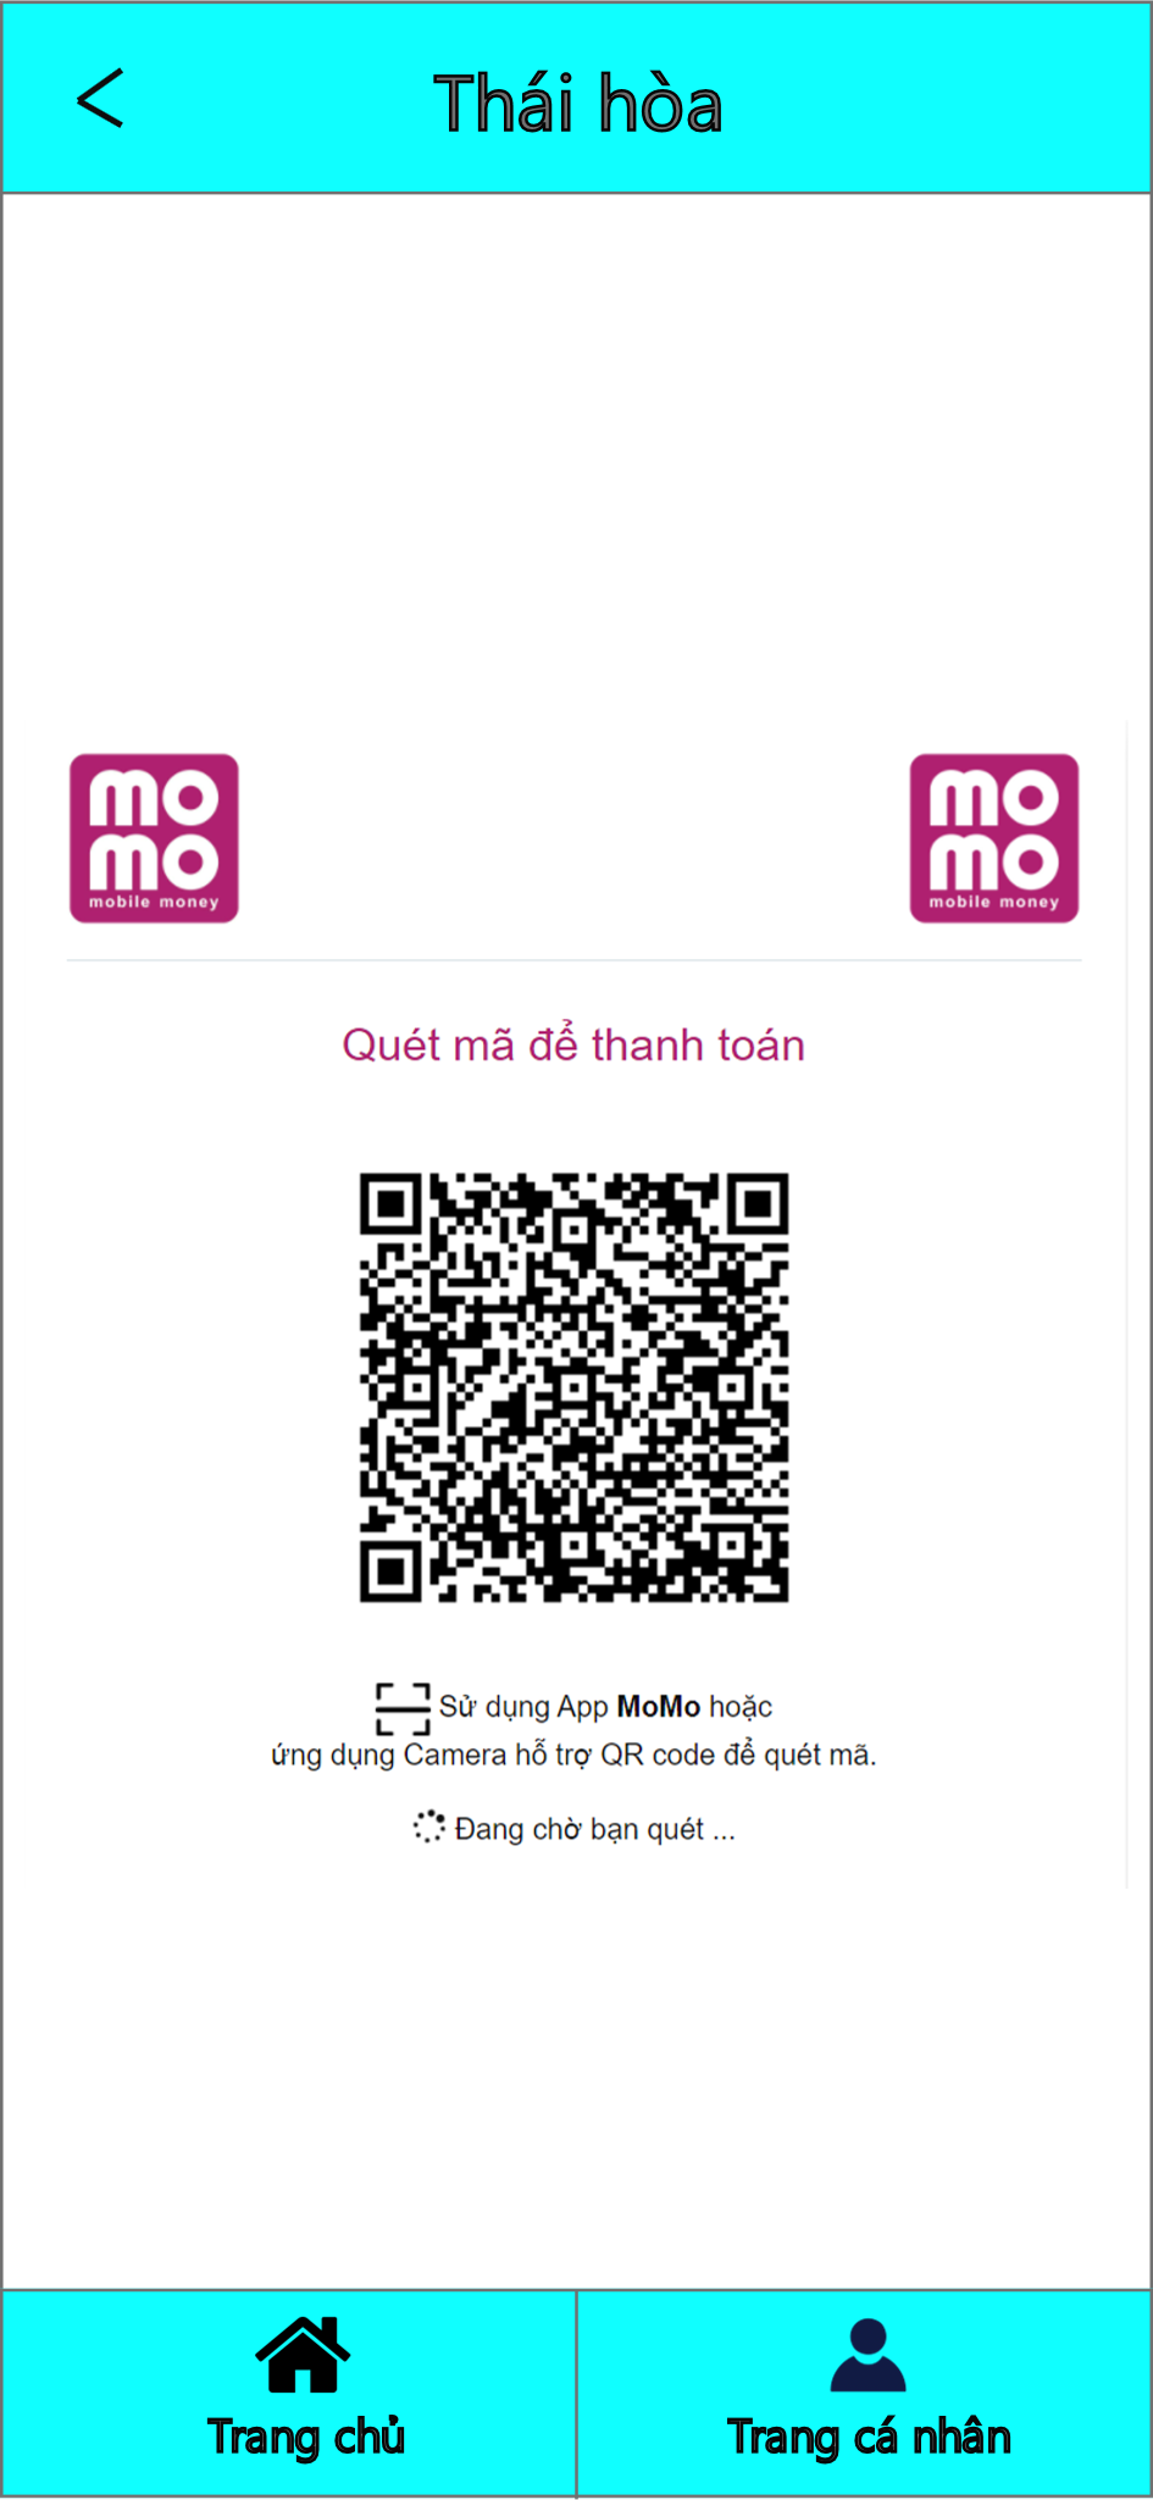 Thái hòa
mo
mo
mobile money
mo
mo
mobile money
Quét mã để thanh toán
Sử dụng App MoMo hoặc
ứng dụng Camera hỗ trợ QR code để quét mã.
Đang chờ bạn quét ...
Trang chủ
Trang cá nhân